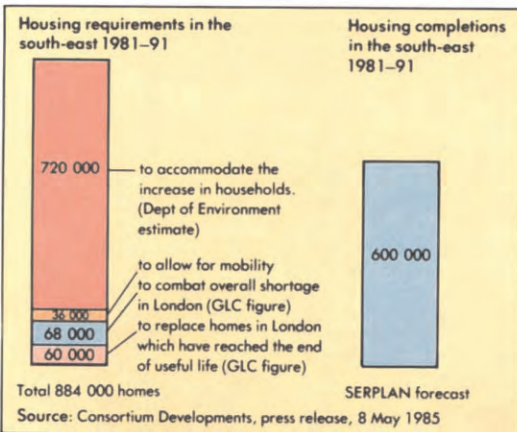 Housing requirements in the
south-east 1981–91
720 000
to accommodate the
increase in households.
(Dept of Environment
estimate)
to allow for mobility
36 000
to combat overall shortage
in London (GLC figure)
68 000
to replace homes in London
which have reached the end
of useful life (GLC figure)
60 000
Total 884 000 homes
Housing completions
in the south-east
1981–91
600 000
SERPLAN forecast
Source: Consortium Developments, press release, 8 May 1985